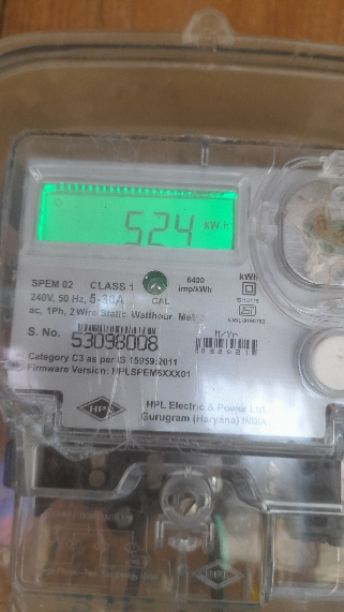 524 kWh
SPEM 02 CLASS 1 6400 imp/kWh kWh
240V, 50 Hz, 5-30A CAL
ac, 1Ph, 2 Wire Static Watthour
S. No. 53098008 M/Yr
Category C3 as per IS 15959:2011
Firmware Version:
HPL HPL Electric & Power
Gurugram (Haryana) INDIA
HPL